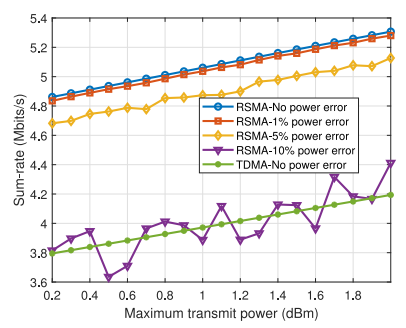 5.4
5.2
5
4.8
4.6
4.4
4.2
4
3.8
3.6
Sum-rate (Mbits/s)
RSMA-No power error
RSMA-1% power error
RSMA-5% power error
RSMA-10% power error
TDMA-No power error
0.2 0.4 0.6 0.8 1 1.2 1.4 1.6 1.8
Maximum transmit power (dBm)